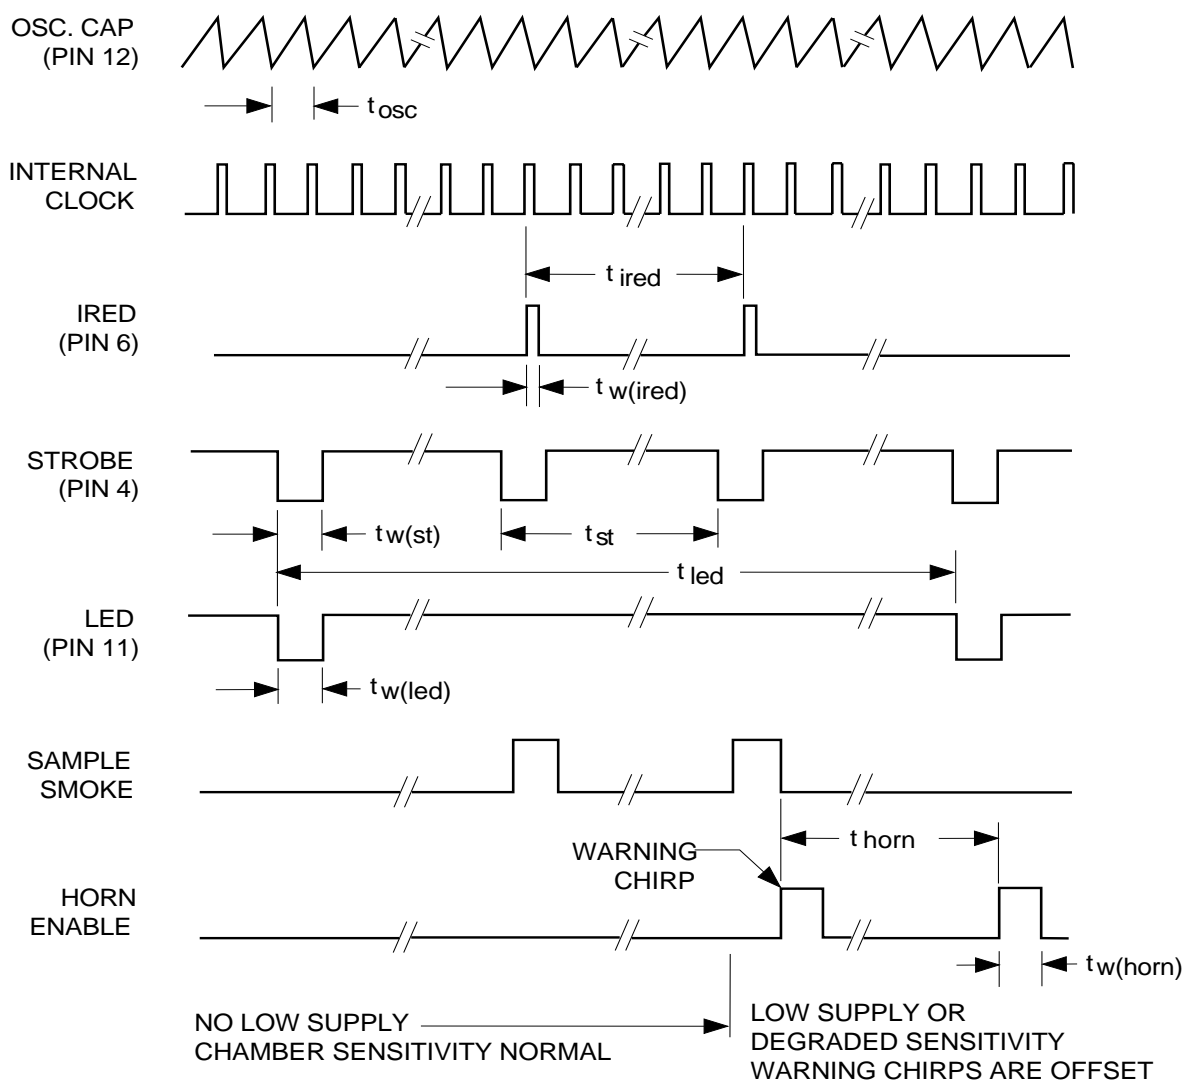 OSC. CAP
(PIN 12)
t osc
INTERNAL
CLOCK
t ired
IRED
(PIN 6)
t w(ired)
STROBE
(PIN 4)
t w(st)
t st
t led
LED
(PIN 11)
t w(led)
SAMPLE
SMOKE
t horn
WARNING
CHIRP
HORN
ENABLE
t w(horn)
NO LOW SUPPLY
CHAMBER SENSITIVITY NORMAL
LOW SUPPLY OR
DEGRADED SENSITIVITY
WARNING CHIRPS ARE OFFSET